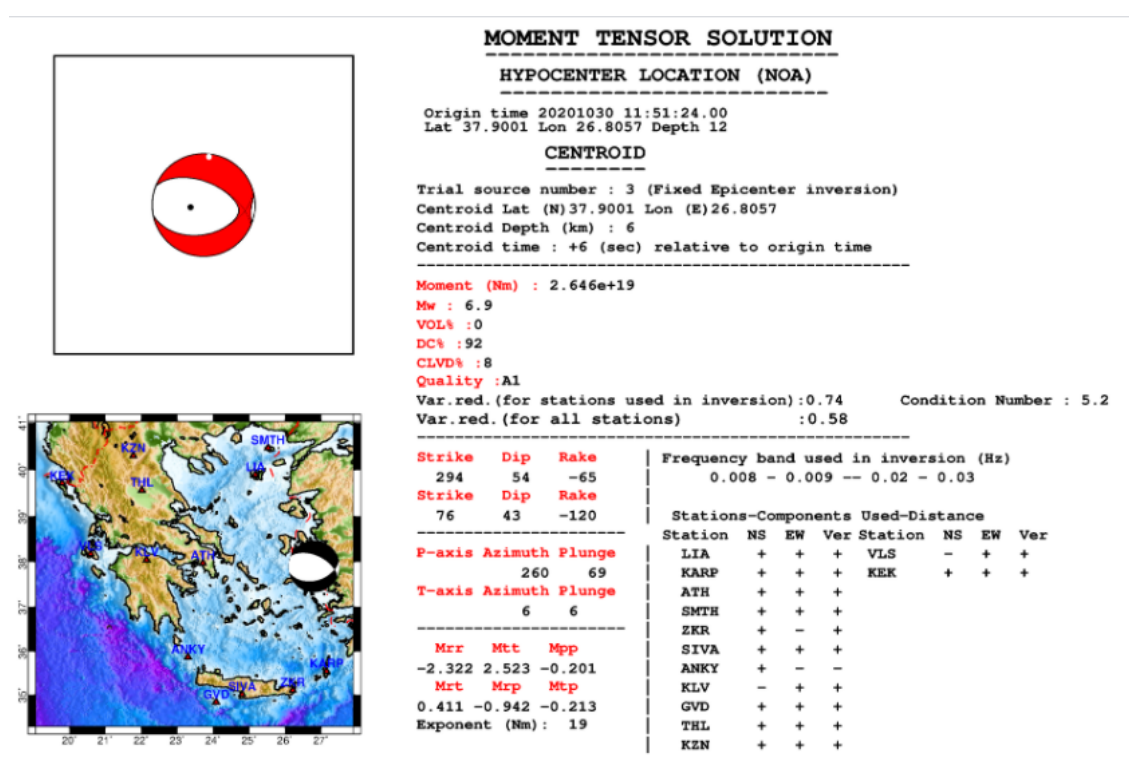 MOMENT TENSOR SOLUTION
HYPOCENTER LOCATION (NOA)
Origin time 20201030 11:51:24.00
Lat 37.9001 Lon 26.8057 Depth 12
CENTROID
Trial source number : 3 (Fixed Epicenter inversion)
Centroid Lat (N)37.9001 Lon (E)26.8057
Centroid Depth (km) : 6
Centroid time : +6 (sec) relative to origin time
Moment (Nm) : 2.646e+19
Mw : 6.9
VOL% :0
DC% :92
CLVD% :8
Quality :A1
Var.red.(for stations used in inversion):0.74 Condition Number : 5.2
Var.red.(for all stations) :0.58
Strike Dip Rake
294 54 -65
Strike Dip Rake
76 43 -120
P-axis Azimuth Plunge
260 69
T-axis Azimuth Plunge
6 6
Mrr Mtt Mpp
-2.322 2.523 -0.201
Mrt Mrp Mtp
0.411 -0.942 -0.213
Exponent (Nm): 19
Frequency band used in inversion (Hz)
0.008 - 0.009 -- 0.02 - 0.03
Stations-Components Used-Distance
Station NS EW Ver Station NS EW Ver
LIA + + + VLS - + +
KARP + + + KEK + + +
ATH + + +
SMTH + + +
ZKR + - +
SIVA + + +
ANKY + - -
KLV - + +
GVD + + +
THL + + +
KZN + + +
41°
40°
39°
38°
37°
36°
35°
20° 21° 22° 23° 24° 25° 26° 27°
SMTH
KZN
LIA
KEK
THL
VLS
KLV
ATH
ANKY
KARP
ZKR
SIVA
GVD